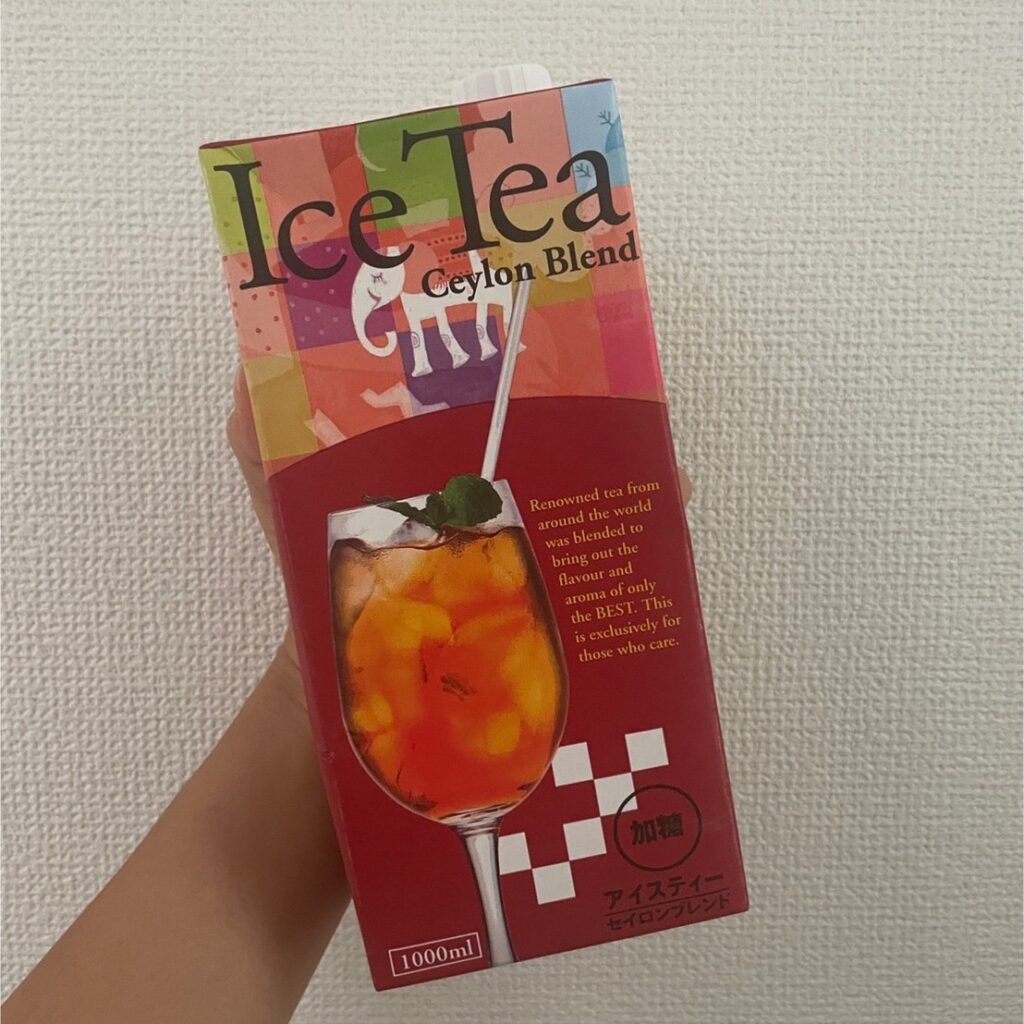 Ice Tea
Ceylon Blend
Renowned tea from
around the world
was blended to
bring out the
flavour and
aroma of only
the BEST. This
is exclusively for
those who care.
加糖
アイスティー
セイロンブレンド
1000ml